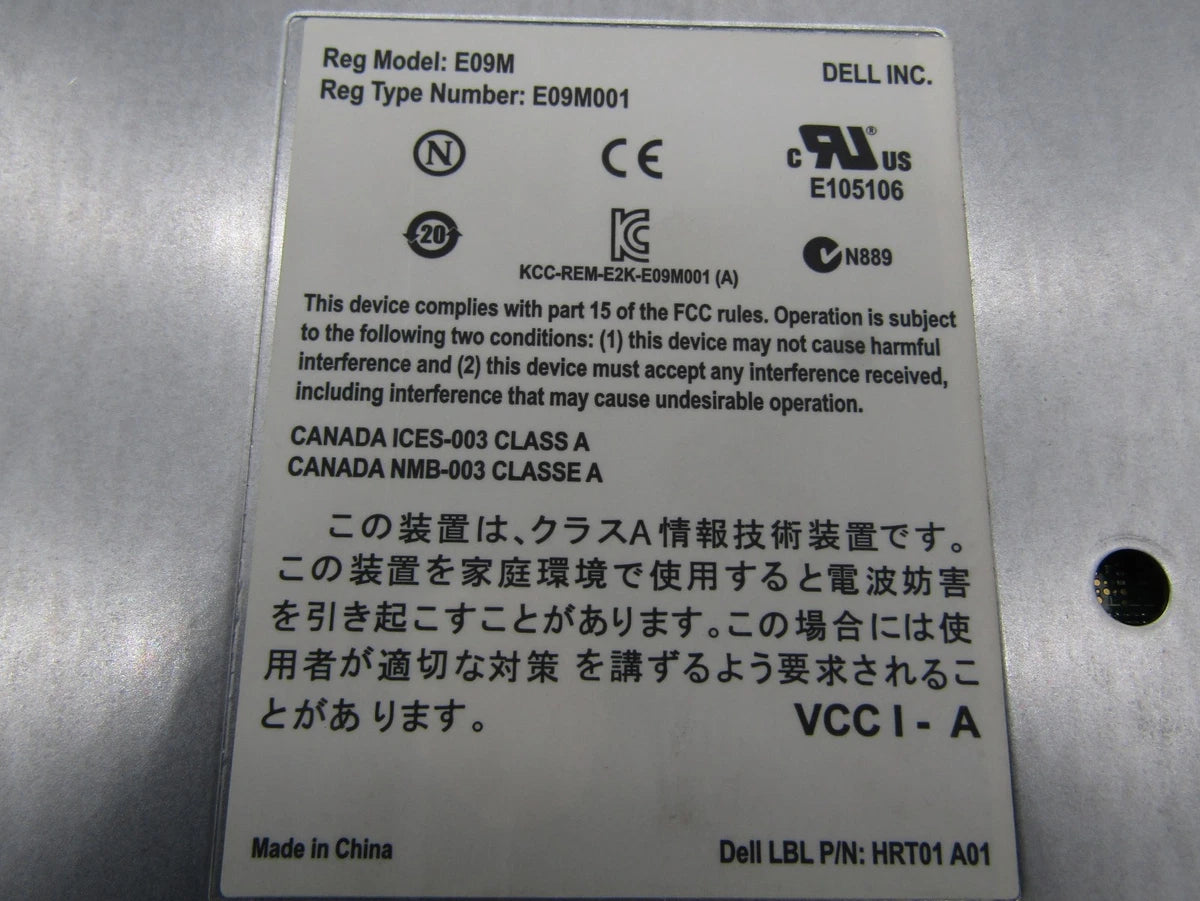 Reg Model: E09M
DELL INC.
Reg Type Number: E09M001
N
CE
c RU ® US
E105106
20
KC
KCC-REM-E2K-E09M001 (A)
N889
This device complies with part 15 of the FCC rules. Operation is subject
to the following two conditions: (1) this device may not cause harmful
interference and (2) this device must accept any interference received,
including interference that may cause undesirable operation.
CANADA ICES-003 CLASS A
CANADA NMB-003 CLASSE A
この装置は、クラスA情報技術装置です。
この装置を家庭環境で使用すると電波妨害
を引き起こすことがあります。この場合には使
用者が適切な対策 を講ずるよう要求されるこ
とがあ ります。
VCC I - A
Made in China
Dell LBL P/N: HRT01 A01